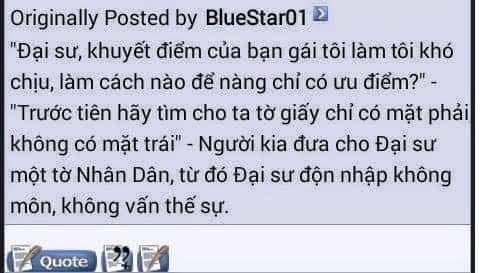 Originally Posted by BlueStar01
"Đại sư, khuyết điểm của bạn gái tôi làm tôi khó
chịu, làm cách nào để nàng chỉ có ưu điểm?" -
"Trước tiên hãy tìm cho ta tờ giấy chỉ có mặt phải,
không có mặt trái" - Người kia đưa cho Đại sư
một tờ Nhân Dân, từ đó Đại sư độn nhập không
môn, không vấn thế sự.
Quote